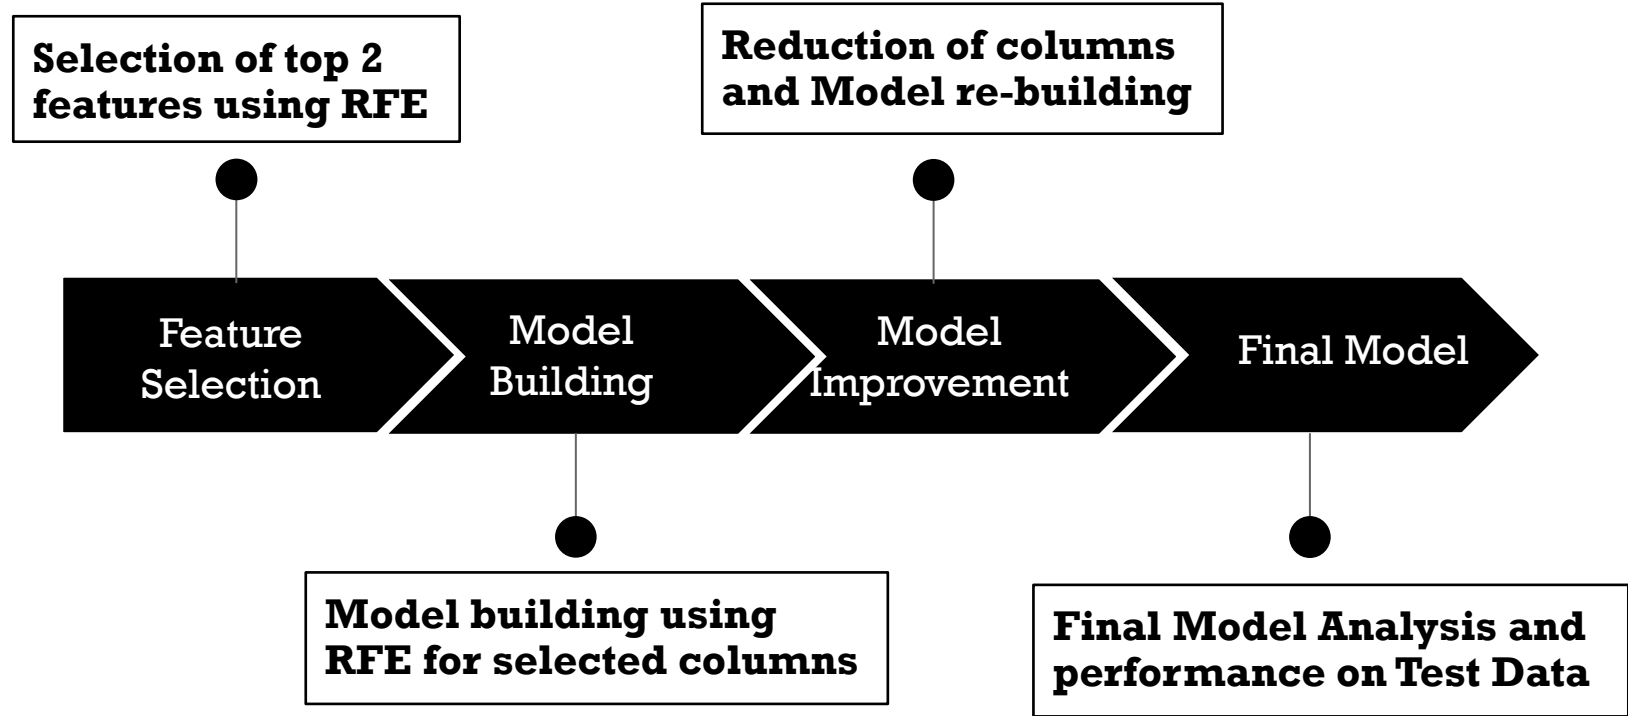 Selection of top 2
features using RFE
Reduction of columns
and Model re-building
Feature
Selection
Model
Building
Model
Improvement
Final Model
Model building using
RFE for selected columns
Final Model Analysis and
performance on Test Data